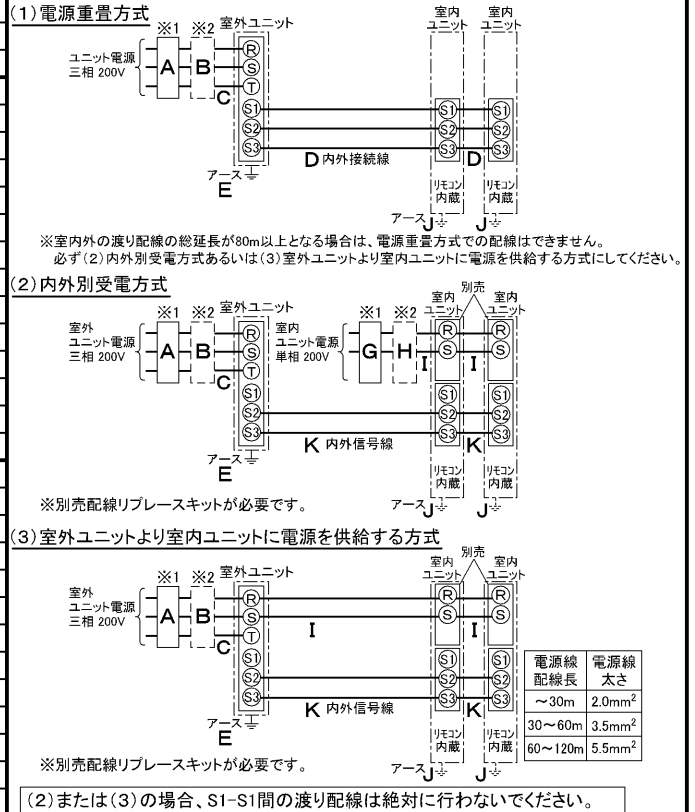 (1)電源重畳方式
※1 ※2 室外ユニット
室内ユニット 室内ユニット
ユニット電源
三相 200V
A B C
R
S
T
S1 S1 S1
S2 S2 S2
S3 S3 S3
D 内外接続線 D
アース
E
リモコン内蔵 リモコン内蔵
アース J J
※室内外の渡り配線の総延長が80m以上となる場合は、電源重畳方式での配線はできません。
必ず(2)内外別受電方式あるいは(3)室外ユニットより室内ユニットに電源を供給する方式にしてください。
(2)内外別受電方式
別売
※1 ※2 室外ユニット ※1 ※2 室内ユニット 室内ユニット
室外
ユニット電源
三相 200V
A B C
室内
ユニット電源
単相 200V
G H I I
R R R
S S S
T
S1 S1 S1
S2 S2 S2
S3 S3 S3
K 内外信号線 K
アース
E
リモコン内蔵 リモコン内蔵
※別売配線リプレースキットが必要です。
アース J J
(3)室外ユニットより室内ユニットに電源を供給する方式
別売
※1 ※2 室外ユニット 室内ユニット 室内ユニット
室外
ユニット電源
三相 200V
A B C
R R R
S S S
T
I I
S1 S1 S1
S2 S2 S2
S3 S3 S3
K 内外信号線 K
アース
E
リモコン内蔵 リモコン内蔵
電源線配線長 電源線太さ
～30m 2.0mm²
30～60m 3.5mm²
60～120m 5.5mm²
※別売配線リプレースキットが必要です。
アース J J
(2)または(3)の場合、S1-S1間の渡り配線は絶対に行わないでください。